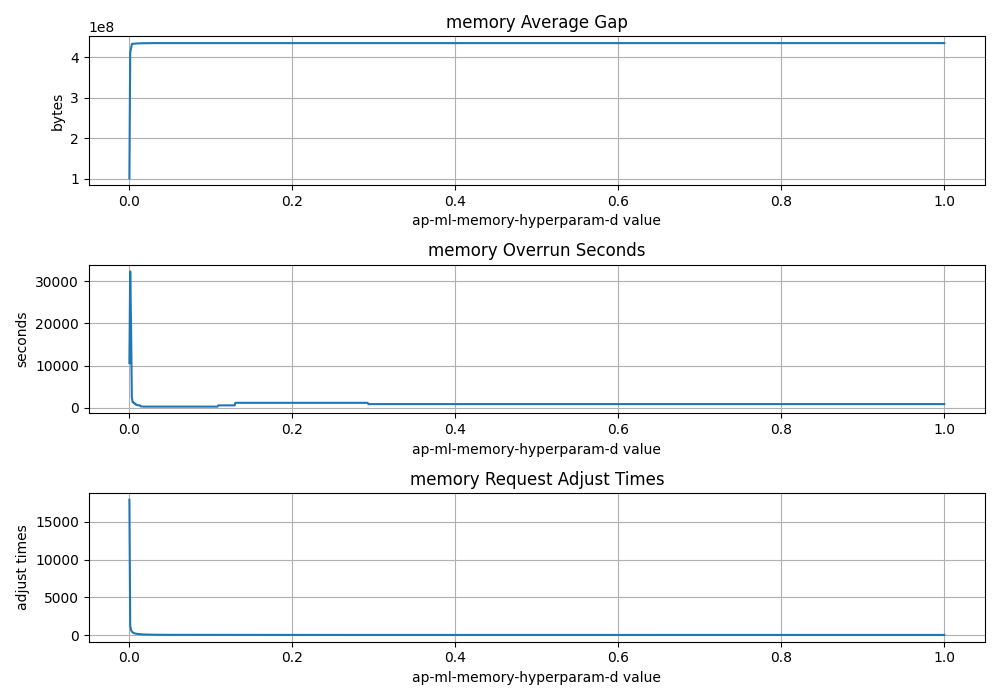 memory Average Gap
1e8
4
3
2
1
bytes
0.0 0.2 0.4 0.6 0.8 1.0
ap-ml-memory-hyperparam-d value
memory Overrun Seconds
30000
20000
10000
0
seconds
0.0 0.2 0.4 0.6 0.8 1.0
ap-ml-memory-hyperparam-d value
memory Request Adjust Times
15000
10000
5000
0
adjust times
0.0 0.2 0.4 0.6 0.8 1.0
ap-ml-memory-hyperparam-d value